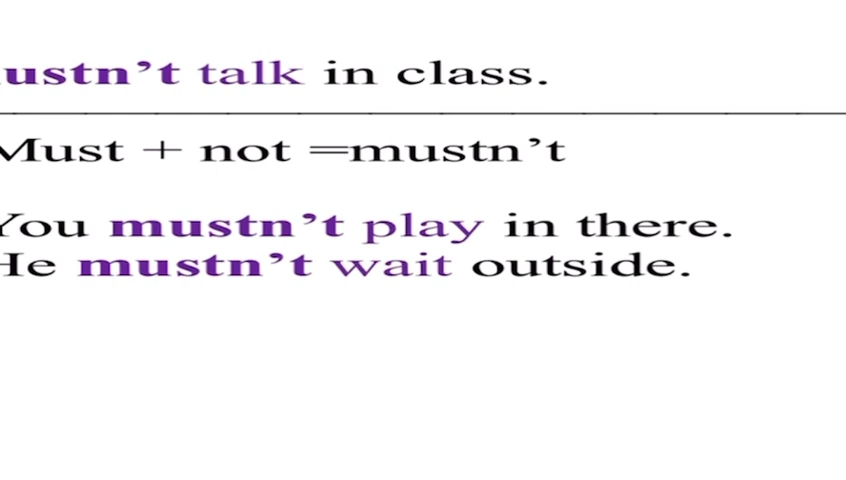 ustn’t talk in class.
Must + not =mustn’t
You mustn’t play in there.
He mustn’t wait outside.